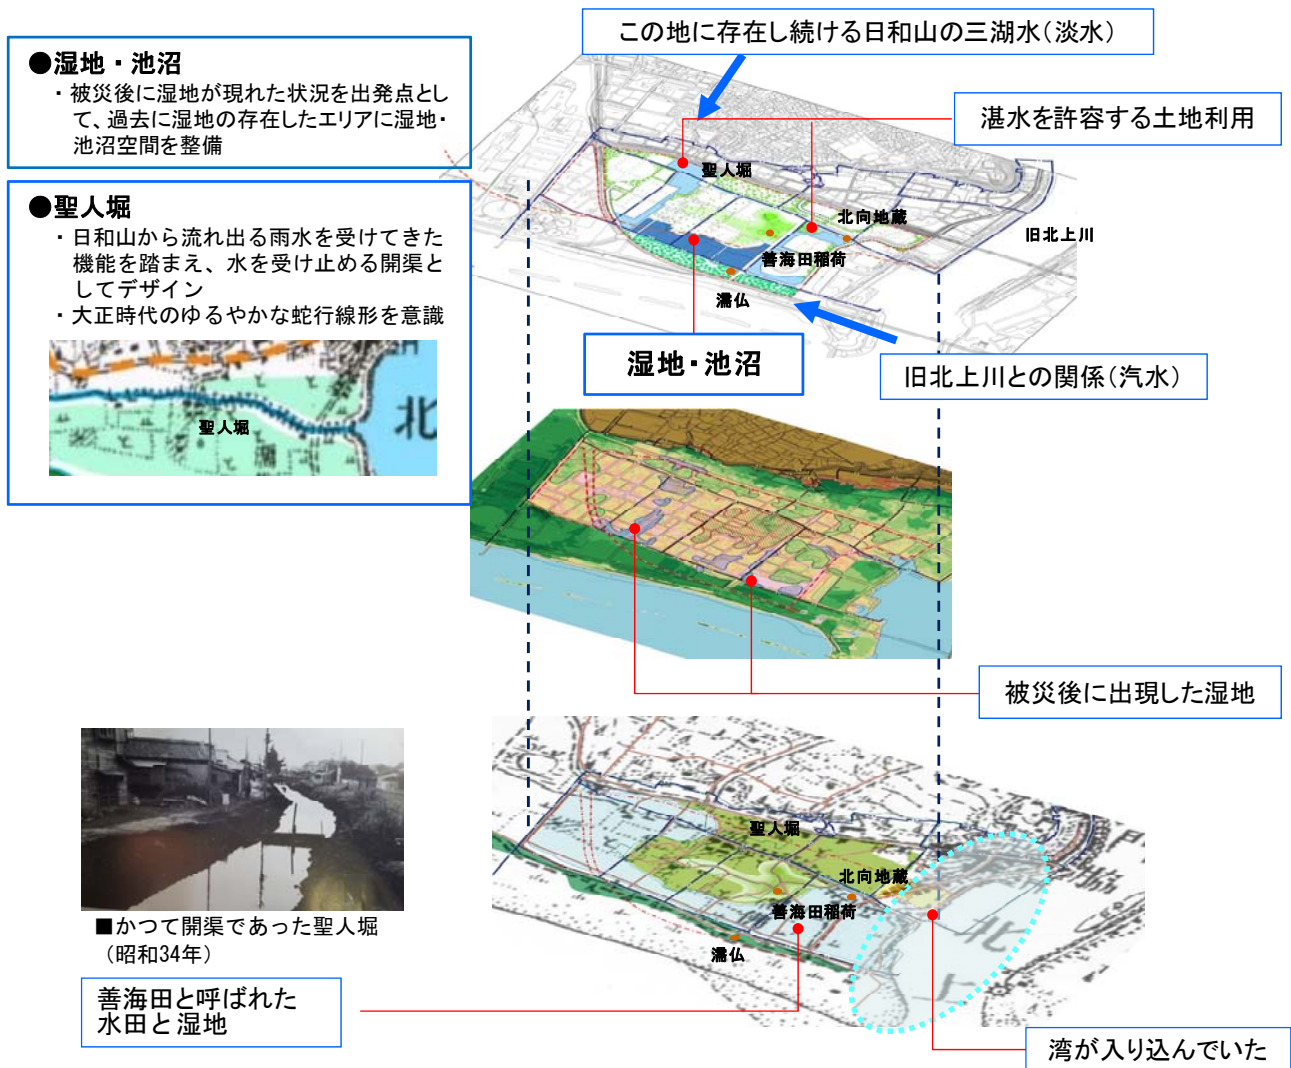 この地に存在し続ける日和山の三湖水（淡水）
●湿地・池沼
・被災後に湿地が現れた状況を出発点とし
て、過去に湿地の存在したエリアに湿地・
池沼空間を整備
湛水を許容する土地利用
●聖人堀
・日和山から流れ出る雨水を受けてきた
機能を踏まえ、水を受け止める開渠と
してデザイン
・大正時代のゆるやかな蛇行線形を意識
聖人堀
北
聖人堀
北向地蔵
旧北上川
善海田稲荷
濡仏
湿地・池沼
旧北上川との関係（汽水）
被災後に出現した湿地
聖人堀
北向地蔵
善海田稲荷
濡仏
北
上
■かつて開渠であった聖人堀
（昭和34年）
善海田と呼ばれた
水田と湿地
湾が入り込んでいた